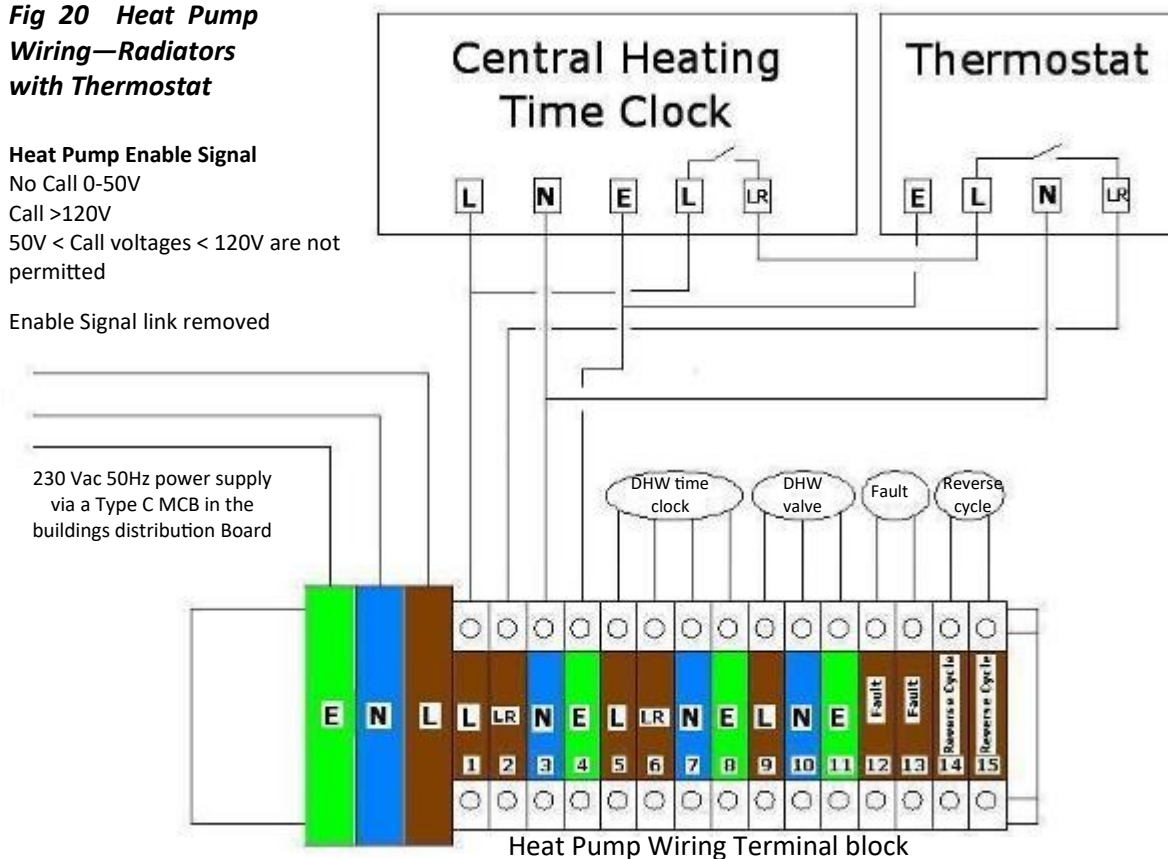 Fig 20 Heat Pump
Wiring—Radiators
with Thermostat
Heat Pump Enable Signal
No Call 0-50V
Call >120V
50V < Call voltages < 120V are not
permitted
Enable Signal link removed
Central Heating
Time Clock
L N E L LR
Thermostat
E L N LR
230 Vac 50Hz power supply
via a Type C MCB in the
buildings distribution Board
DHW time
clock
DHW
valve
Fault
Reverse
cycle
E N L L LR N E L LR N E L N E Fault Fault Reverse Cycle Reverse Cycle
1 2 3 4 5 6 7 8 9 10 11 12 13 14 15
Heat Pump Wiring Terminal block